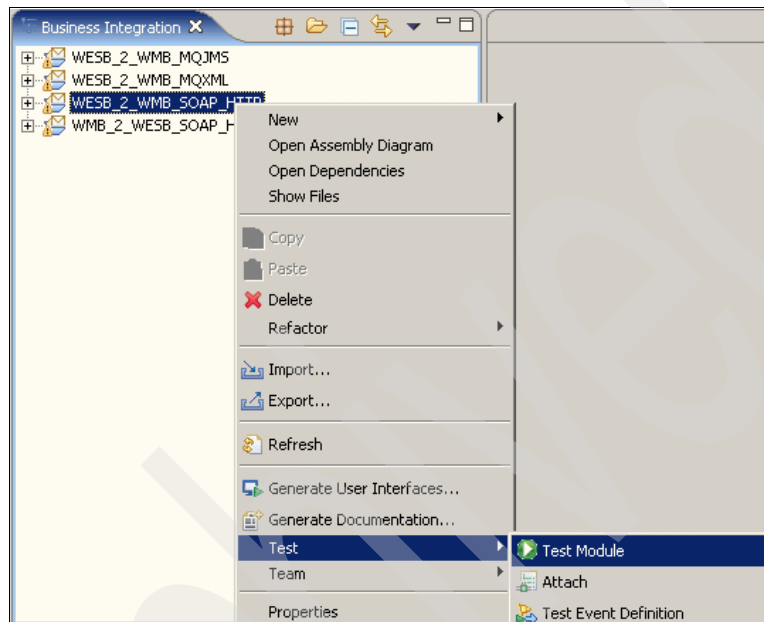 Business Integration
WESB_2_WMB_MQJMS
WESB_2_WMB_MQXML
WESB_2_WMB_SOAP_HTTP
WMB_2_WESB_SOAP_H
New
Open Assembly Diagram
Open Dependencies
Show Files
Copy
Paste
Delete
Refactor
Import...
Export...
Refresh
Generate User Interfaces...
Generate Documentation...
Test
Test Module
Team
Attach
Properties
Test Event Definition